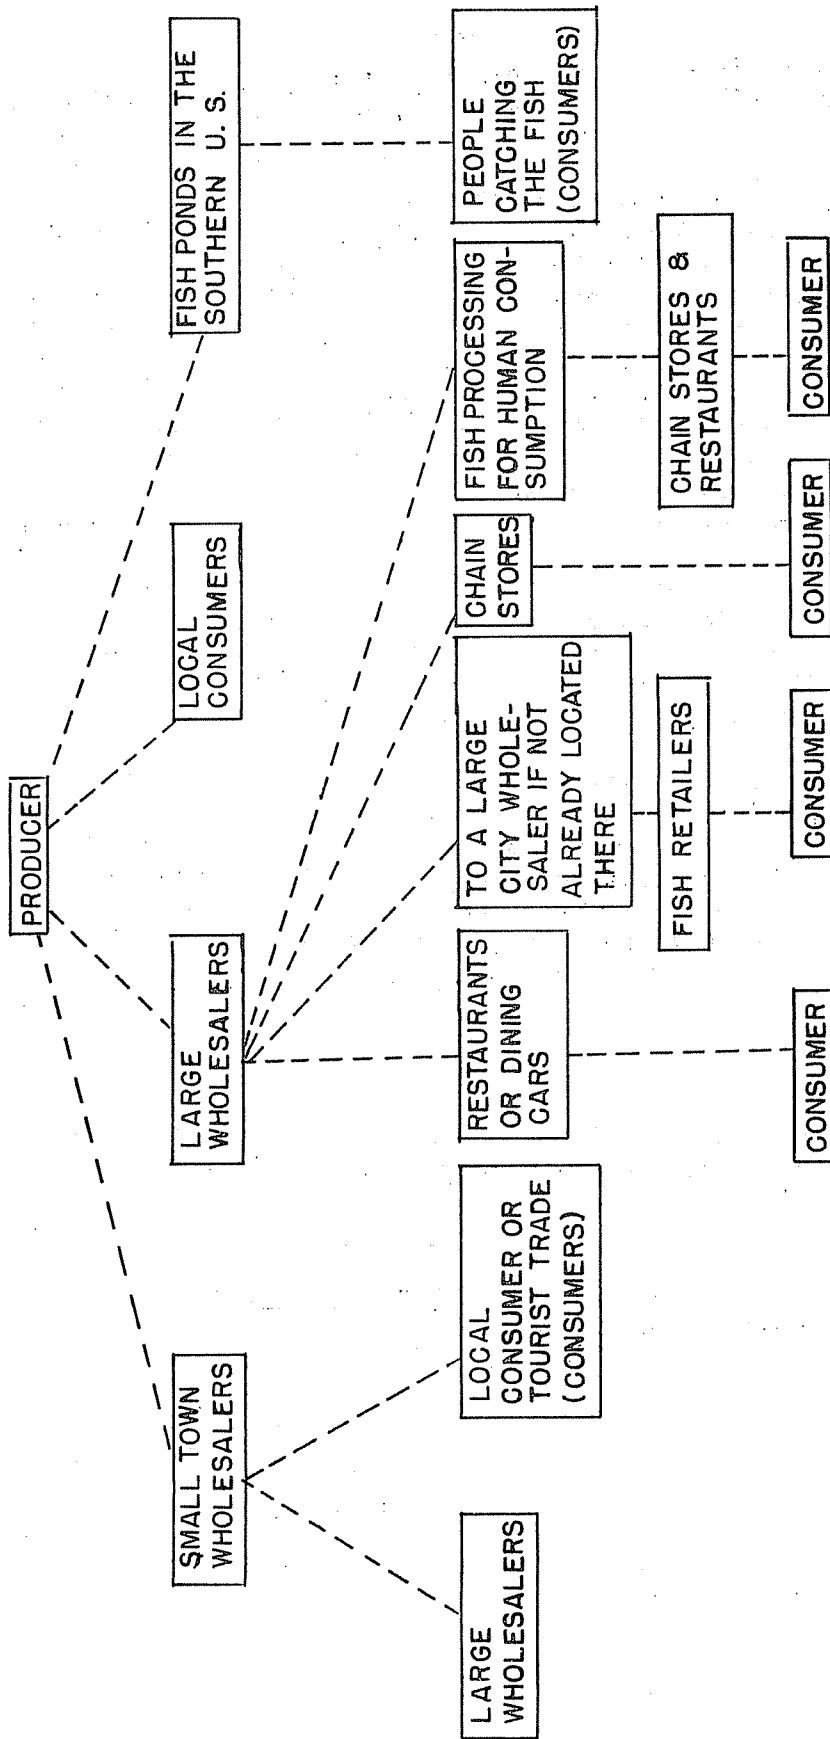 PRODUCER
SMALL TOWN
WHOLESALERS
LARGE
WHOLESALERS
LOCAL
CONSUMERS
FISH PONDS IN THE
SOUTHERN U. S.
LARGE
WHOLESALERS
LOCAL
CONSUMER OR
TOURIST TRADE
(CONSUMERS)
RESTAURANTS
OR DINING
CARS
TO A LARGE
CITY WHOLE-
SALER IF NOT
ALREADY LOCATED
THERE
CHAIN
STORES
FISH PROCESSING
FOR HUMAN CON-
SUMPTION
PEOPLE
CATCHING
THE FISH
(CONSUMERS)
FISH RETAILERS
CHAIN STORES &
RESTAURANTS
CONSUMER
CONSUMER
CONSUMER
CONSUMER